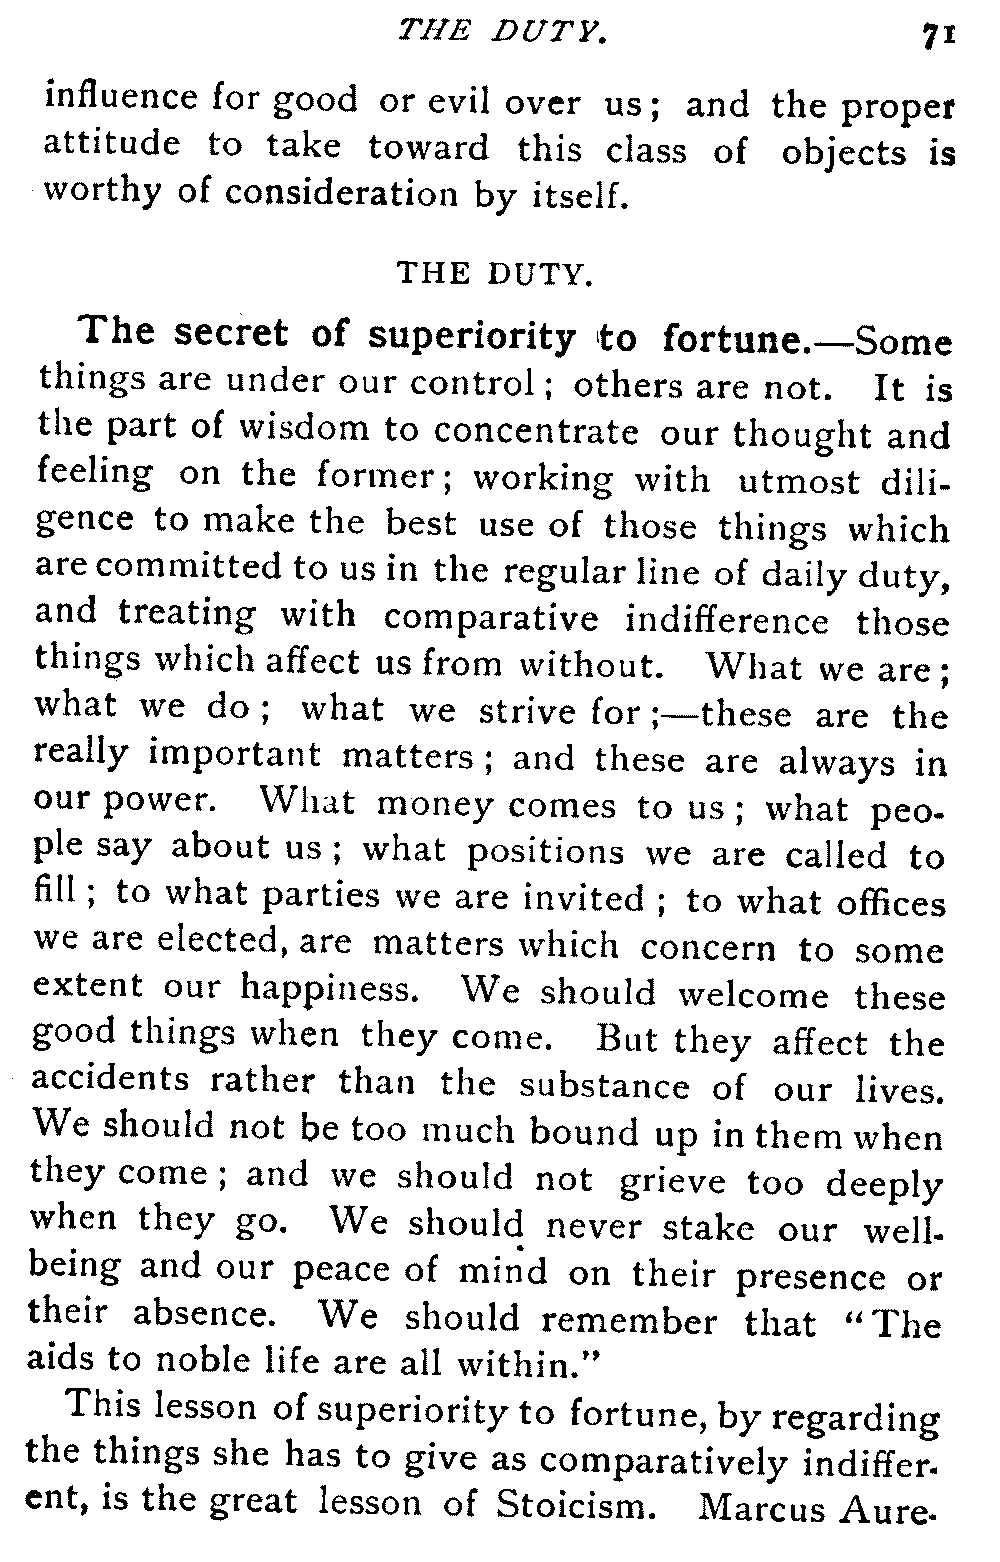 THE DUTY. 71
influence for good or evil over us; and the proper
attitude to take toward this class of objects is
worthy of consideration by itself.
THE DUTY.
The secret of superiority to fortune.—Some
things are under our control; others are not. It is
the part of wisdom to concentrate our thought and
feeling on the former; working with utmost dili-
gence to make the best use of those things which
are committed to us in the regular line of daily duty,
and treating with comparative indifference those
things which affect us from without. What we are;
what we do; what we strive for;—these are the
really important matters; and these are always in
our power. What money comes to us; what peo-
ple say about us; what positions we are called to
fill; to what parties we are invited; to what offices
we are elected, are matters which concern to some
extent our happiness. We should welcome these
good things when they come. But they affect the
accidents rather than the substance of our lives.
We should not be too much bound up in them when
they come; and we should not grieve too deeply
when they go. We should never stake our well-
being and our peace of mind on their presence or
their absence. We should remember that "The
aids to noble life are all within."
This lesson of superiority to fortune, by regarding
the things she has to give as comparatively indiffer-
ent, is the great lesson of Stoicism. Marcus Aure-